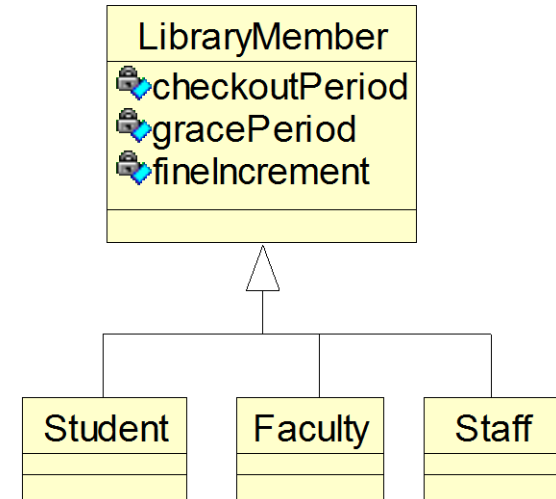 LibraryMember
checkoutPeriod
gracePeriod
fineIncrement
Student
Faculty
Staff